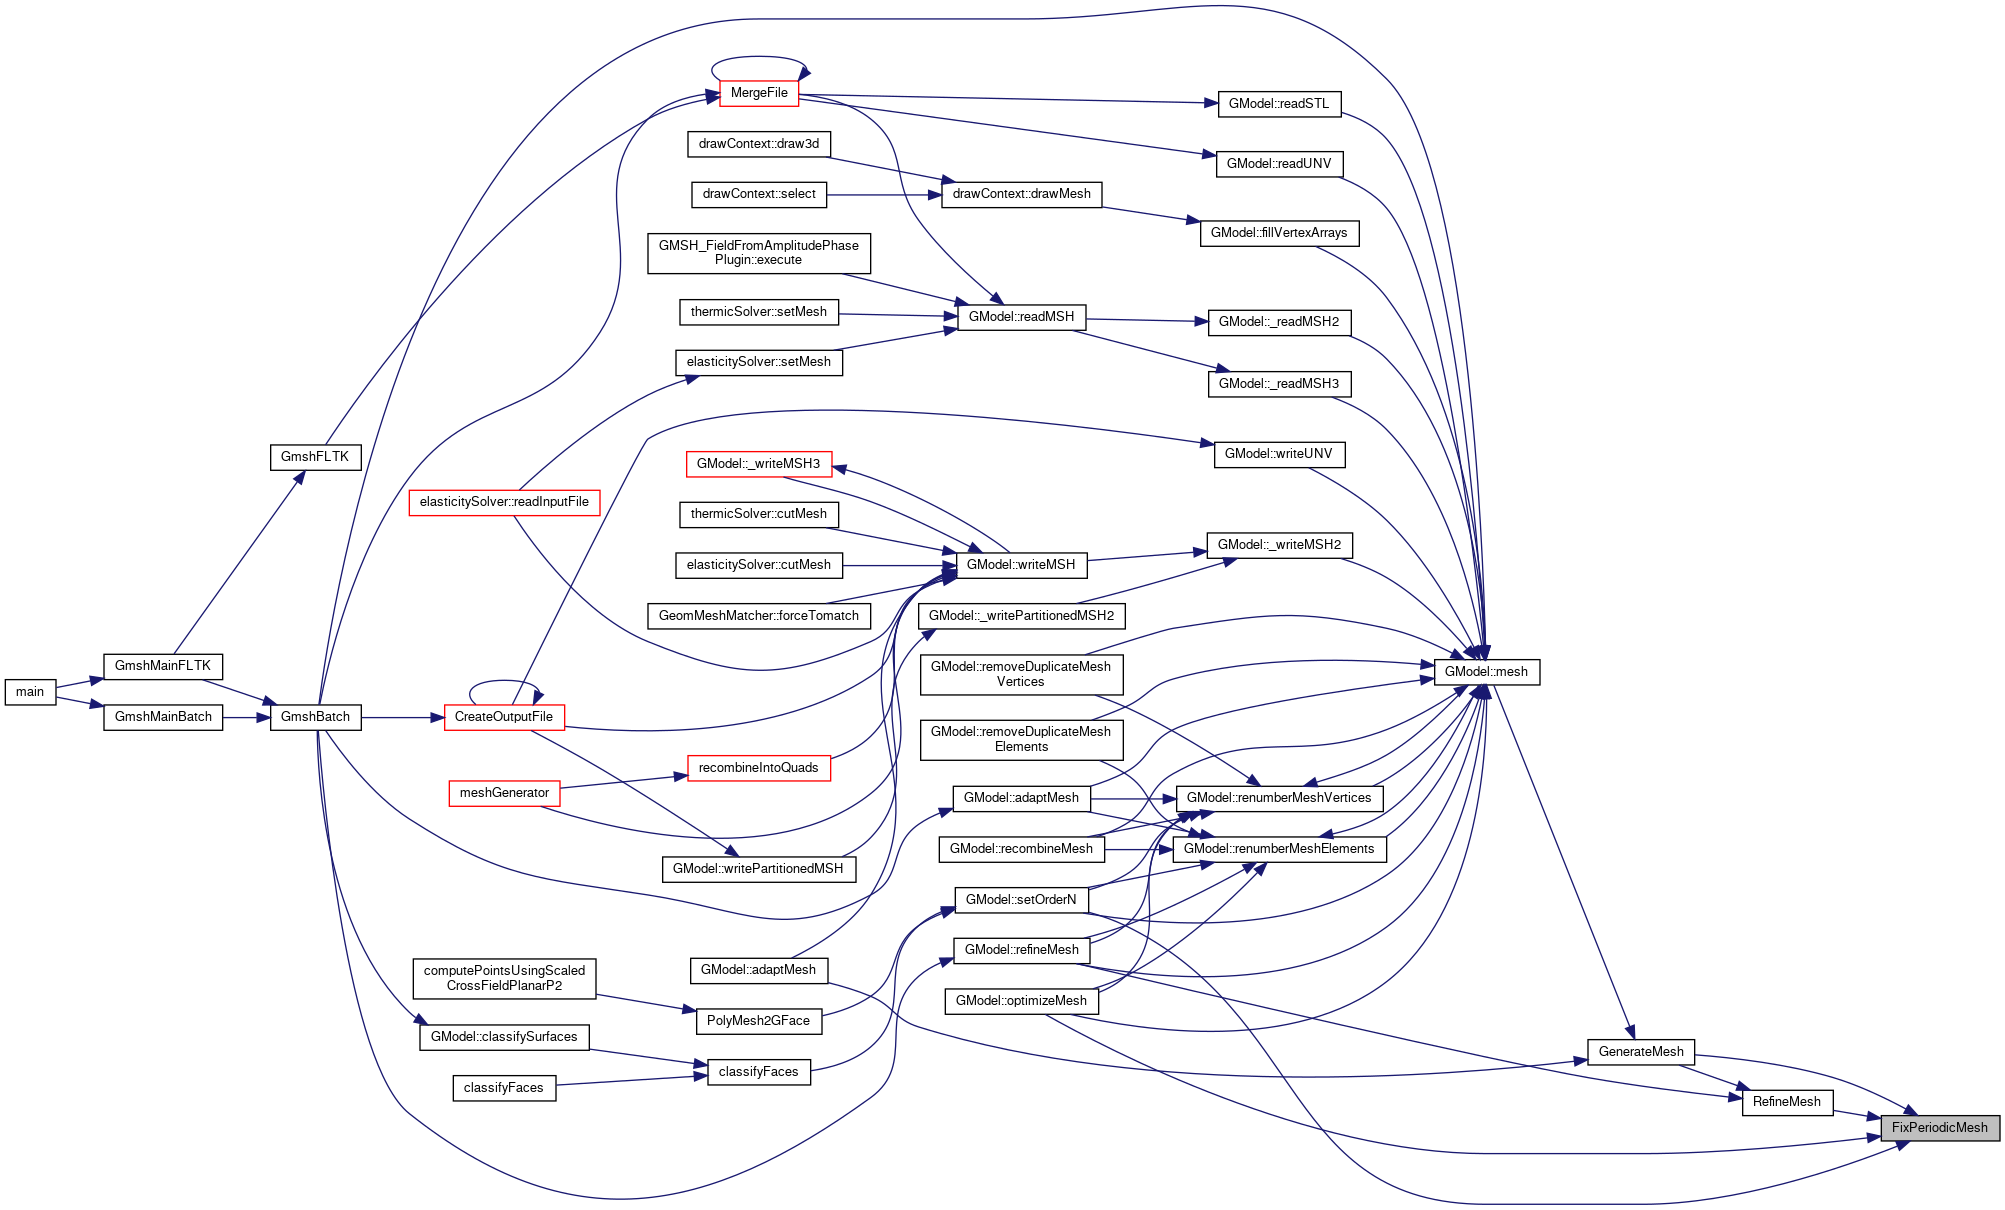 MergeFile
GModel::readSTL
drawContext::draw3d
GModel::readUNV
drawContext::select
drawContext::drawMesh
GModel::fillVertexArrays
GMSH_FieldFromAmplitudePhase
Plugin::execute
thermicSolver::setMesh
GModel::readMSH
GModel::_readMSH2
elasticitySolver::setMesh
GModel::_readMSH3
GmshFLTK
GModel::writeUNV
GModel::_writeMSH3
elasticitySolver::readInputFile
thermicSolver::cutMesh
GModel::_writeMSH2
elasticitySolver::cutMesh
GModel::writeMSH
GeomMeshMatcher::forceTomatch
GModel::_writePartitionedMSH2
GmshMainFLTK
GModel::removeDuplicateMesh
Vertices
GModel::mesh
main
GmshMainBatch
GmshBatch
CreateOutputFile
GModel::removeDuplicateMesh
Elements
recombineIntoQuads
meshGenerator
GModel::adaptMesh
GModel::renumberMeshVertices
GModel::recombineMesh
GModel::renumberMeshElements
GModel::writePartitionedMSH
GModel::setOrderN
GModel::refineMesh
GModel::adaptMesh
computePointsUsingScaled
CrossFieldPlanarP2
GModel::optimizeMesh
PolyMesh2GFace
GModel::classifySurfaces
GenerateMesh
classifyFaces
classifyFaces
RefineMesh
FixPeriodicMesh